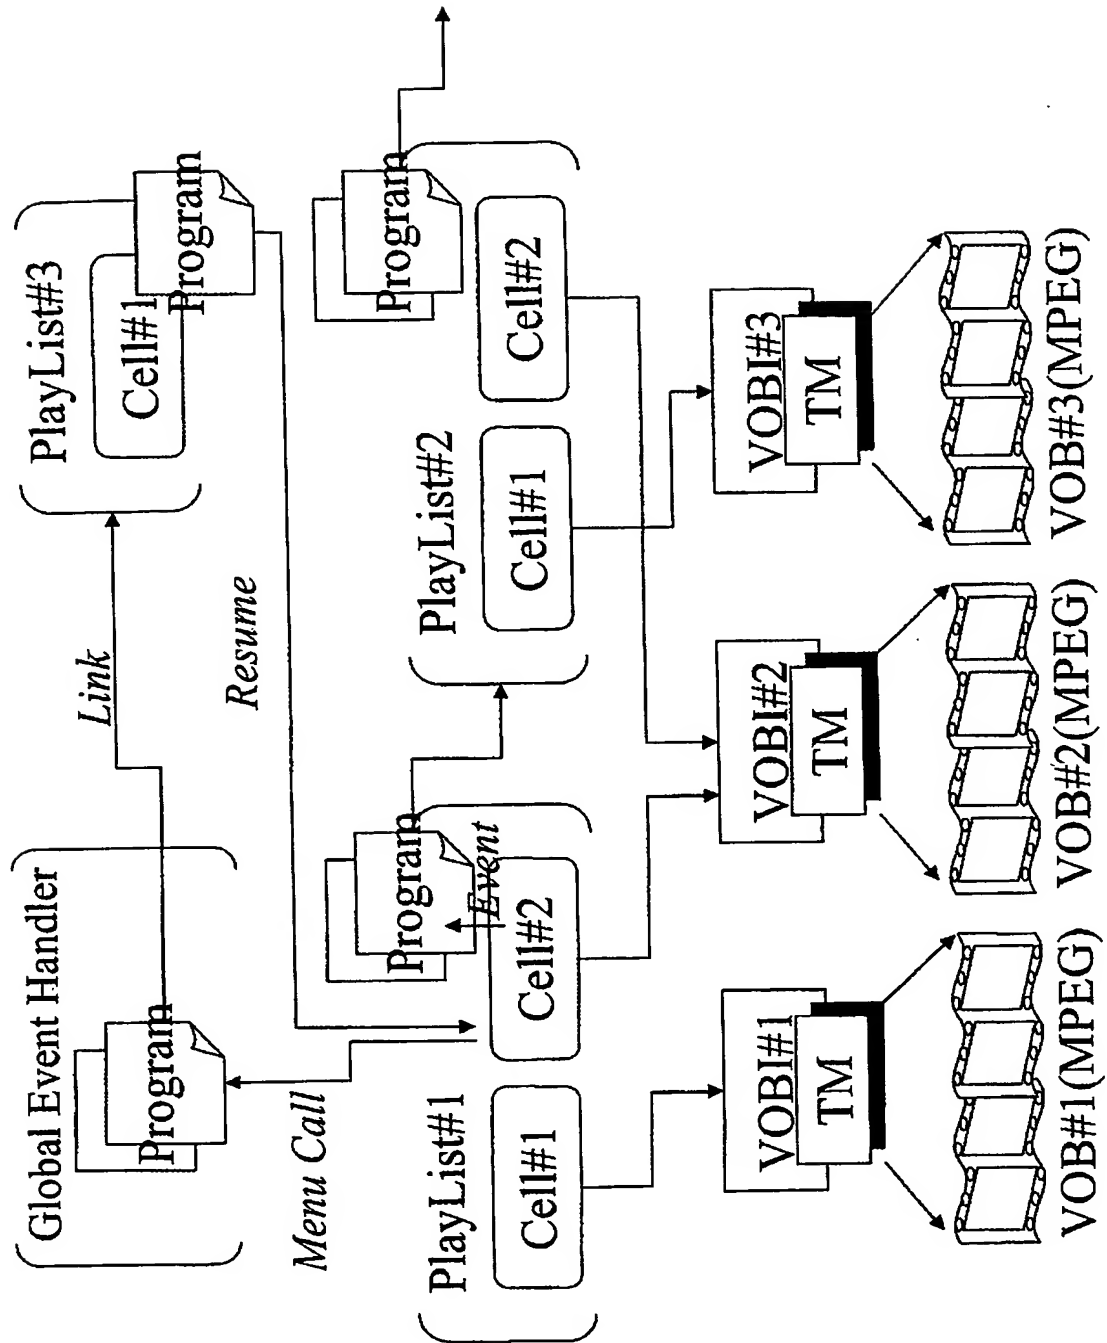 Global Event Handler
Program
Link
PlayList#3
Cell#1
Program
Menu Call
Resume
PlayList#1
Cell#1
Cell#2
Program
Event
PlayList#2
Cell#1
Cell#2
Program
VOBI#1
TM
VOBI#2
TM
VOBI#3
TM
VOB#1(MPEG)
VOB#2(MPEG)
VOB#3(MPEG)